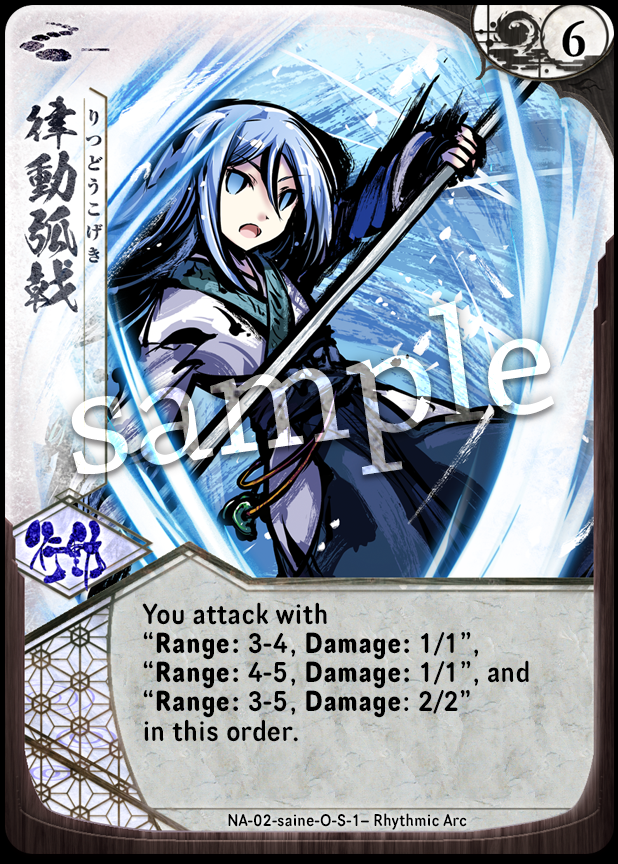 6
律動弧戟
りつどうこげき
sample
行動
You attack with
“Range: 3-4, Damage: 1/1”,
“Range: 4-5, Damage: 1/1”, and
“Range: 3-5, Damage: 2/2”
in this order.
NA-02-saine-O-S-1– Rhythmic Arc